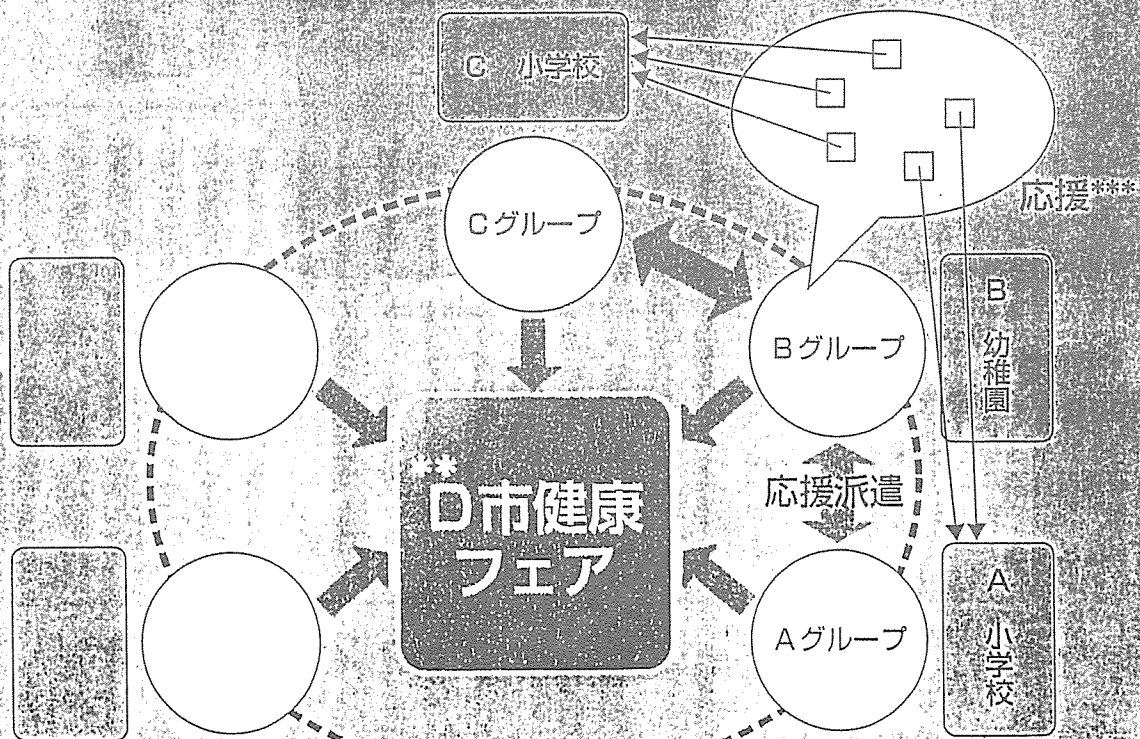 C 小学校
応援***
Cグループ
Bグループ
B 幼稚園
**
D市健康
フェア
応援派遣
Aグループ
A 小学校